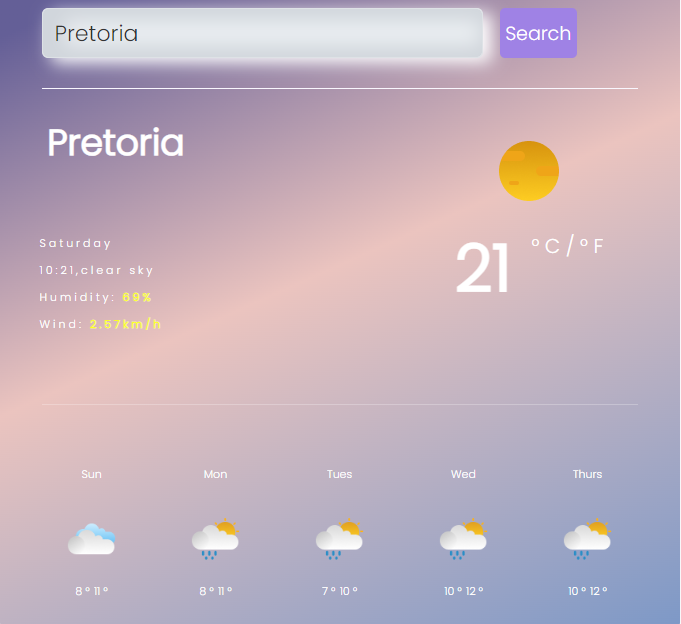 Pretoria Search
Pretoria
Saturday
10:21,clear sky
Humidity: 69%
Wind: 2.57km/h
21 °C/°F
Sun Mon Tues Wed Thurs
8 ° 11 ° 8 ° 11 ° 7 ° 10 ° 10 ° 12 ° 10 ° 12 °